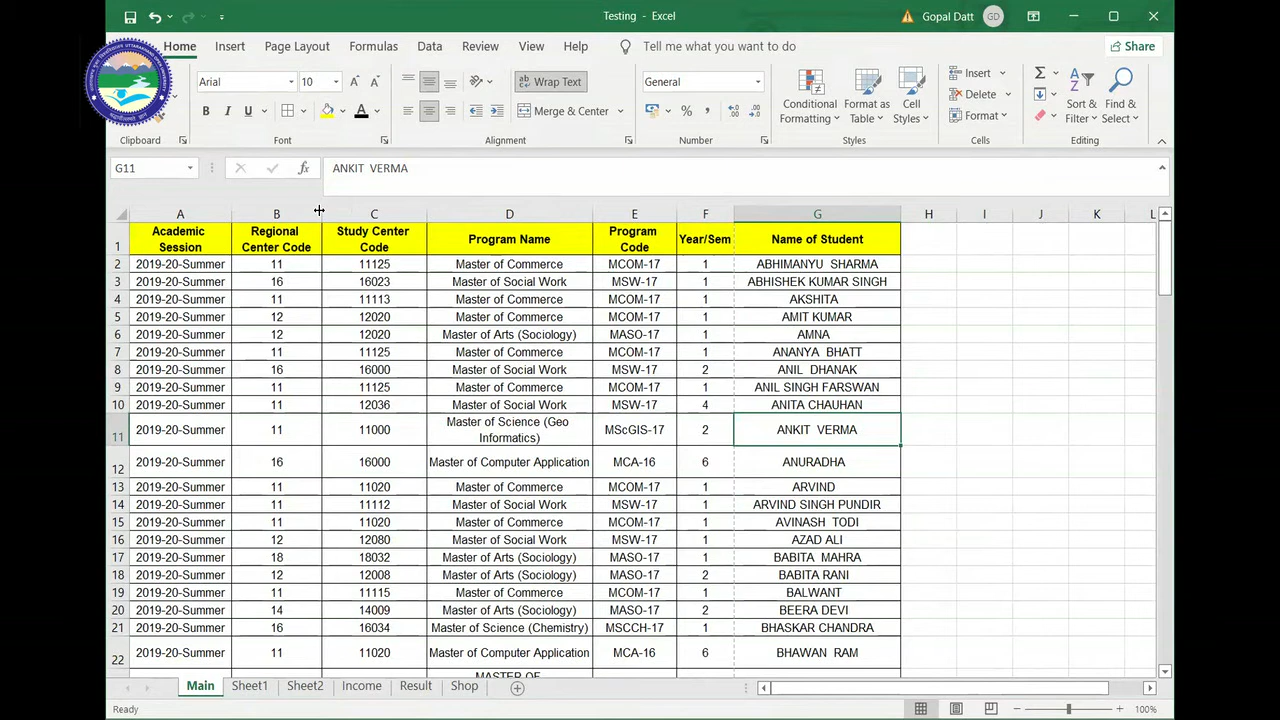 Testing - Excel
Gopal Datt
GD
Home Insert Page Layout Formulas Data Review View Help Tell me what you want to do Share
Arial 10 Wrap Text General
Merge & Center
Conditional Formatting
Format as Table
Cell Styles
Insert
Delete
Format
Sort & Filter
Find & Select
Clipboard Font Alignment Number Styles Cells Editing
G11 fx ANKIT VERMA
A B C D E F G H I J K L
1 Academic Session Regional Center Code Study Center Code Program Name Program Code Year/Sem Name of Student
2 2019-20-Summer 11 11125 Master of Commerce MCOM-17 1 ABHIMANYU SHARMA
3 2019-20-Summer 16 16023 Master of Social Work MSW-17 1 ABHISHEK KUMAR SINGH
4 2019-20-Summer 11 11113 Master of Commerce MCOM-17 1 AKSHITA
5 2019-20-Summer 12 12020 Master of Commerce MCOM-17 1 AMIT KUMAR
6 2019-20-Summer 12 12020 Master of Arts (Sociology) MASO-17 1 AMNA
7 2019-20-Summer 11 11125 Master of Commerce MCOM-17 1 ANANYA BHATT
8 2019-20-Summer 16 16000 Master of Social Work MSW-17 2 ANIL DHANAK
9 2019-20-Summer 11 11125 Master of Commerce MCOM-17 1 ANIL SINGH FARSWAN
10 2019-20-Summer 11 12036 Master of Social Work MSW-17 4 ANITA CHAUHAN
11 2019-20-Summer 11 11000 Master of Science (Geo Informatics) MScGIS-17 2 ANKIT VERMA
12 2019-20-Summer 16 16000 Master of Computer Application MCA-16 6 ANURADHA
13 2019-20-Summer 11 11020 Master of Commerce MCOM-17 1 ARVIND
14 2019-20-Summer 11 11112 Master of Social Work MSW-17 1 ARVIND SINGH PUNDIR
15 2019-20-Summer 11 11020 Master of Commerce MCOM-17 1 AVINASH TODI
16 2019-20-Summer 12 12080 Master of Social Work MSW-17 1 AZAD ALI
17 2019-20-Summer 18 18032 Master of Arts (Sociology) MASO-17 1 BABITA MAHRA
18 2019-20-Summer 12 12008 Master of Arts (Sociology) MASO-17 2 BABITA RANI
19 2019-20-Summer 11 11115 Master of Commerce MCOM-17 1 BALWANT
20 2019-20-Summer 14 14009 Master of Arts (Sociology) MASO-17 2 BEERA DEVI
21 2019-20-Summer 16 16034 Master of Science (Chemistry) MSCCH-17 1 BHASKAR CHANDRA
22 2019-20-Summer 11 11020 Master of Computer Application MCA-16 6 BHAWAN RAM
MASTER OF
Main Sheet1 Sheet2 Income Result Shop
Ready 100%